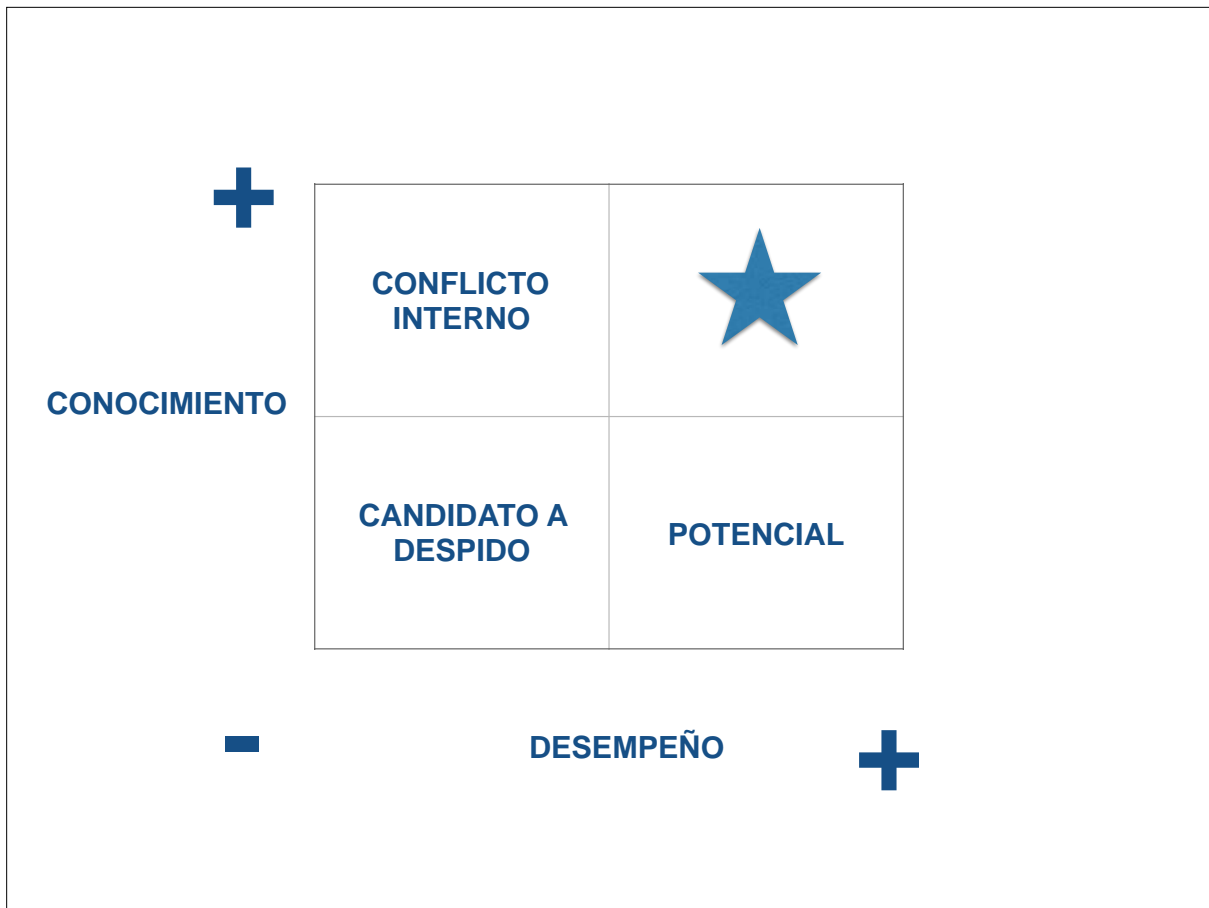 +
CONFLICTO
INTERNO
CONOCIMIENTO
CANDIDATO A
DESPIDO
POTENCIAL
-
DESEMPEÑO
+